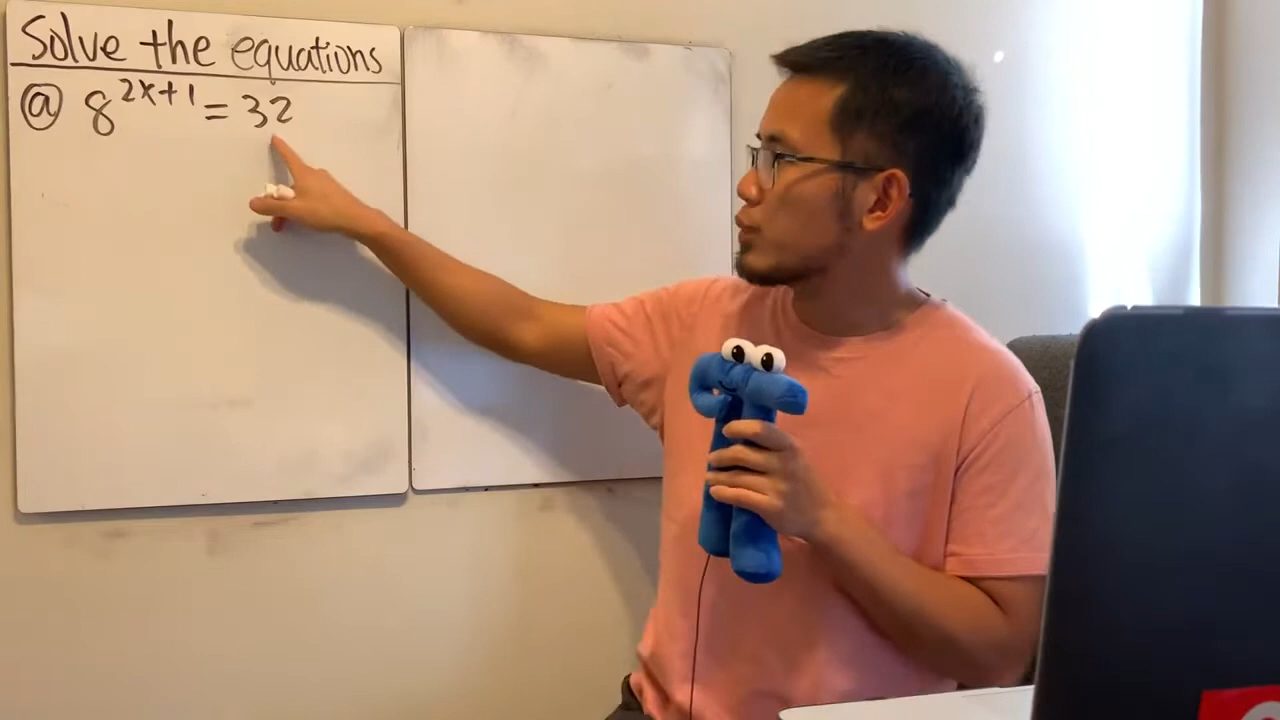 Solve the equations
ⓐ 8^{2x+1} = 32